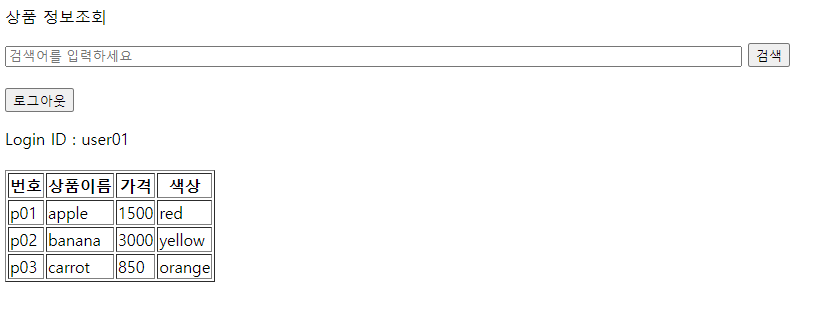 상품 정보조회
검색어를 입력하세요 검색
로그아웃
Login ID : user01
번호 상품이름 가격 색상
p01 apple 1500 red
p02 banana 3000 yellow
p03 carrot 850 orange